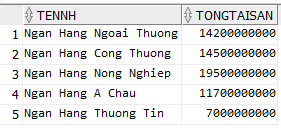 TENNH TONGTAISAN
1 Ngan Hang Ngoai Thuong 14200000000
2 Ngan Hang Cong Thuong 14500000000
3 Ngan Hang Nong Nghiep 19500000000
4 Ngan Hang A Chau 11700000000
5 Ngan Hang Thuong Tin 7000000000